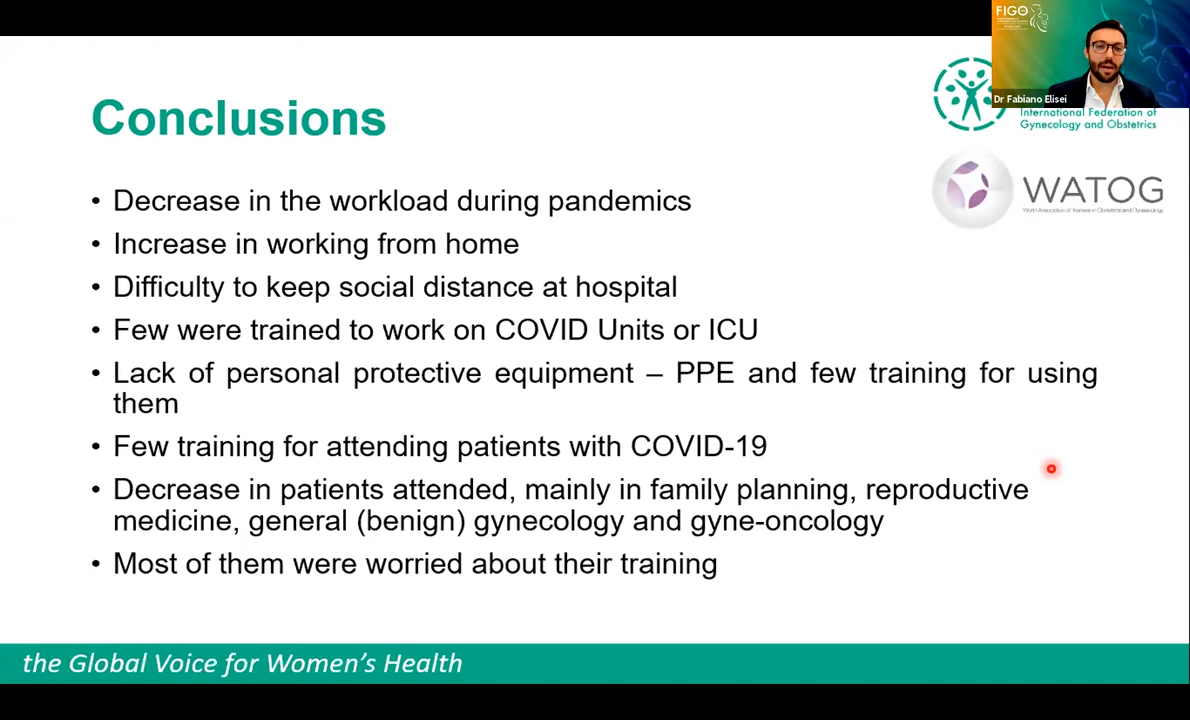 FIGO
Dr Fabiano Elisei
International Federation of
Gynecology and Obstetrics
WATOG
World Association of Trainees in Obstetrics and Gynaecology
Conclusions
• Decrease in the workload during pandemics
• Increase in working from home
• Difficulty to keep social distance at hospital
• Few were trained to work on COVID Units or ICU
• Lack of personal protective equipment – PPE and few training for using
them
• Few training for attending patients with COVID-19
• Decrease in patients attended, mainly in family planning, reproductive
medicine, general (benign) gynecology and gyne-oncology
• Most of them were worried about their training
the Global Voice for Women's Health